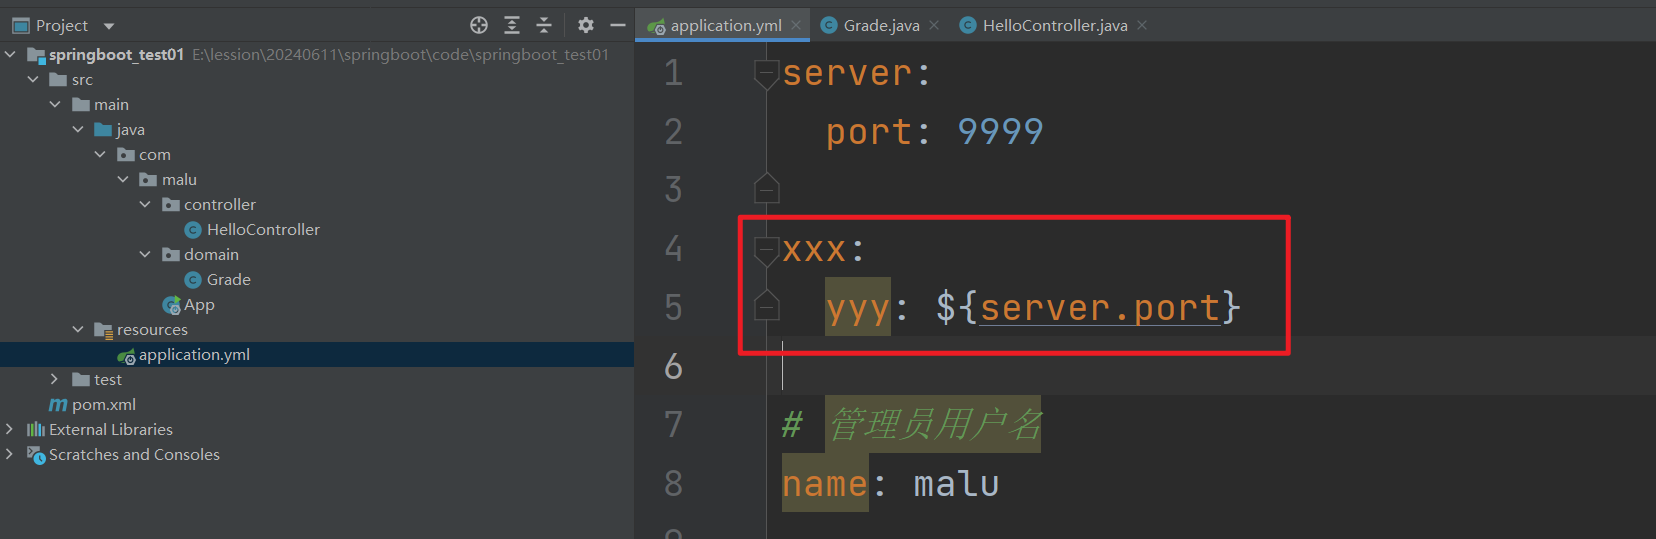 Project
springboot_test01 E:\lession\20240611\springboot\code\springboot_test01
src
main
java
com
malu
controller
HelloController
domain
Grade
App
resources
application.yml
test
pom.xml
External Libraries
Scratches and Consoles
application.yml Grade.java HelloController.java
1 server:
2 port: 9999
3
4 xxx:
5 yyy: ${server.port}
6
7 # 管理员用户名
8 name: malu